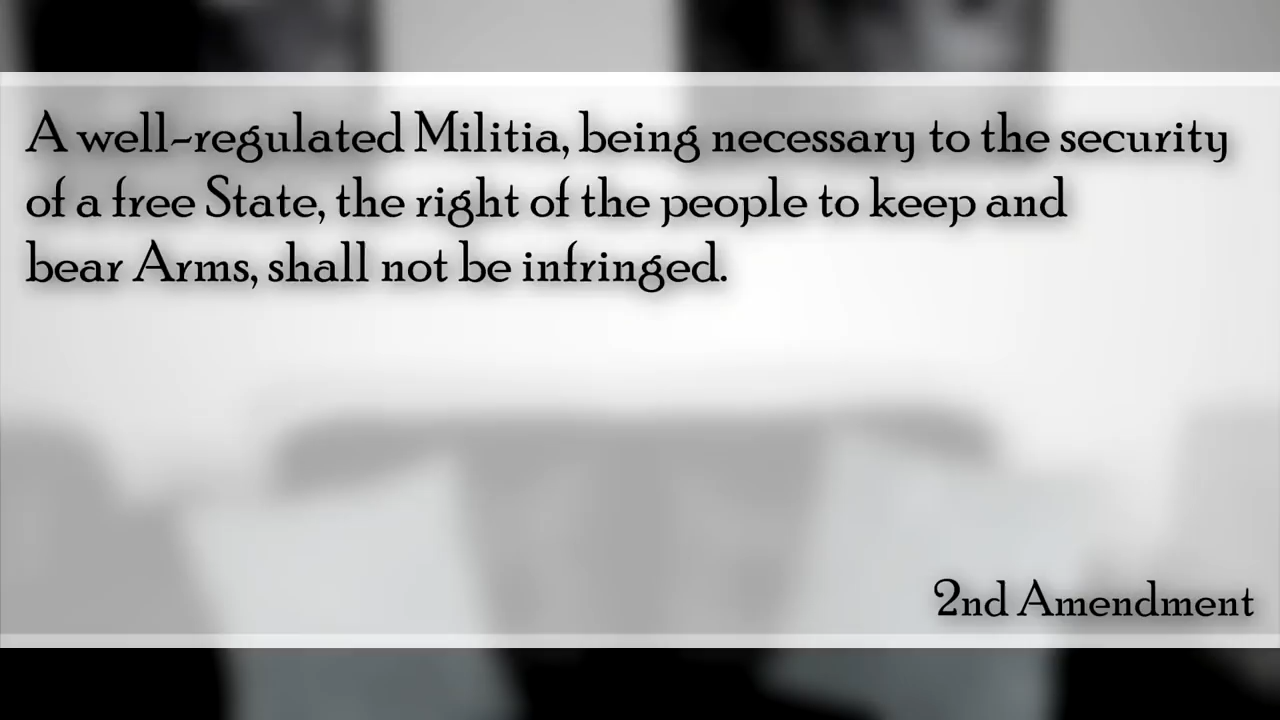 A well-regulated Militia, being necessary to the security
of a free State, the right of the people to keep and
bear Arms, shall not be infringed.
2nd Amendment